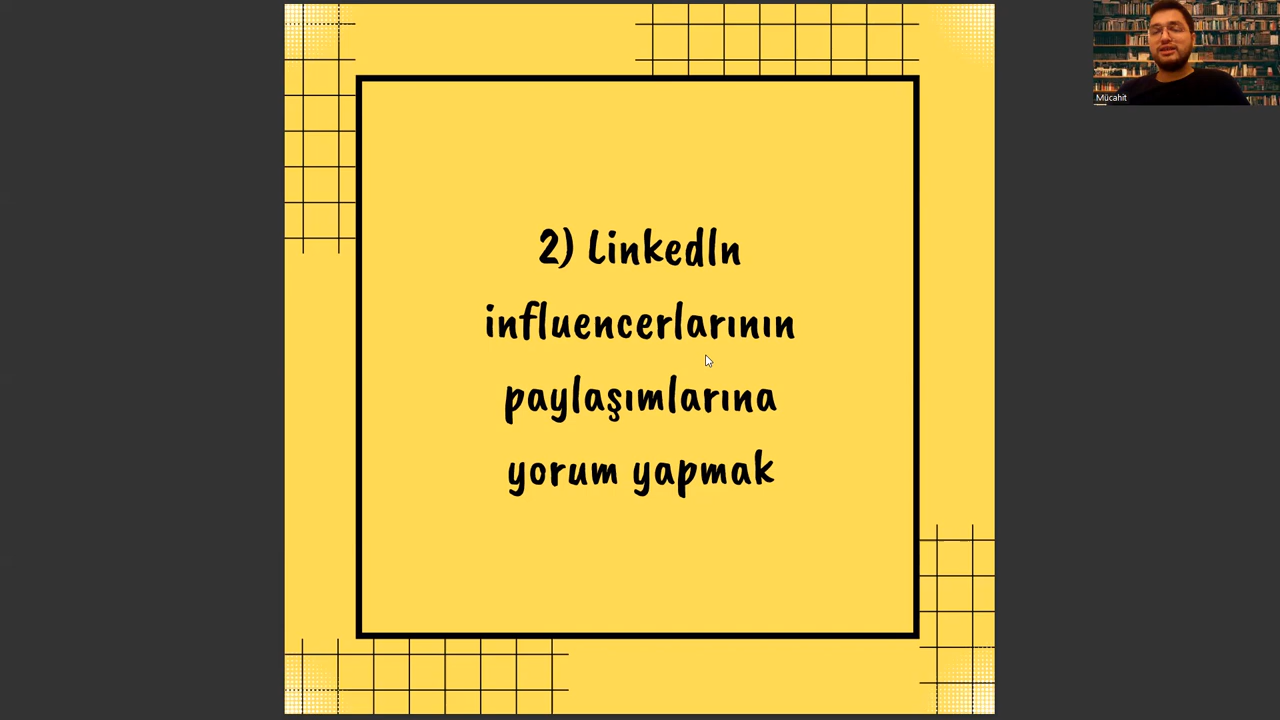 2) LinkedIn
influencerlarının
paylaşımlarına
yorum yapmak
Mücahit